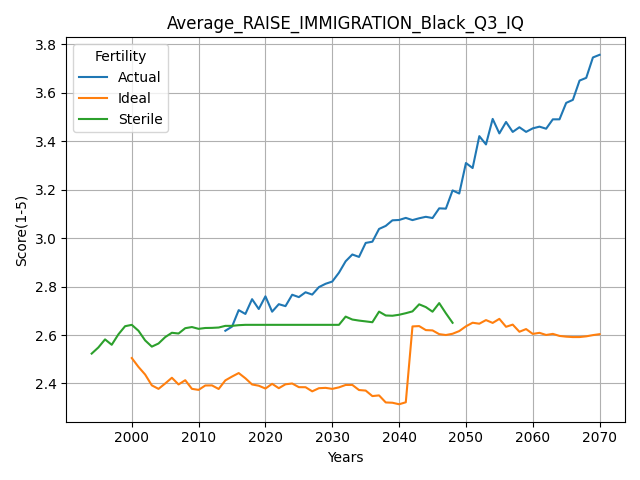 Average_RAISE_IMMIGRATION_Black_Q3_IQ
Fertility
Actual
Ideal
Sterile
Score(1-5)
3.8
3.6
3.4
3.2
3.0
2.8
2.6
2.4
2000 2010 2020 2030 2040 2050 2060 2070
Years